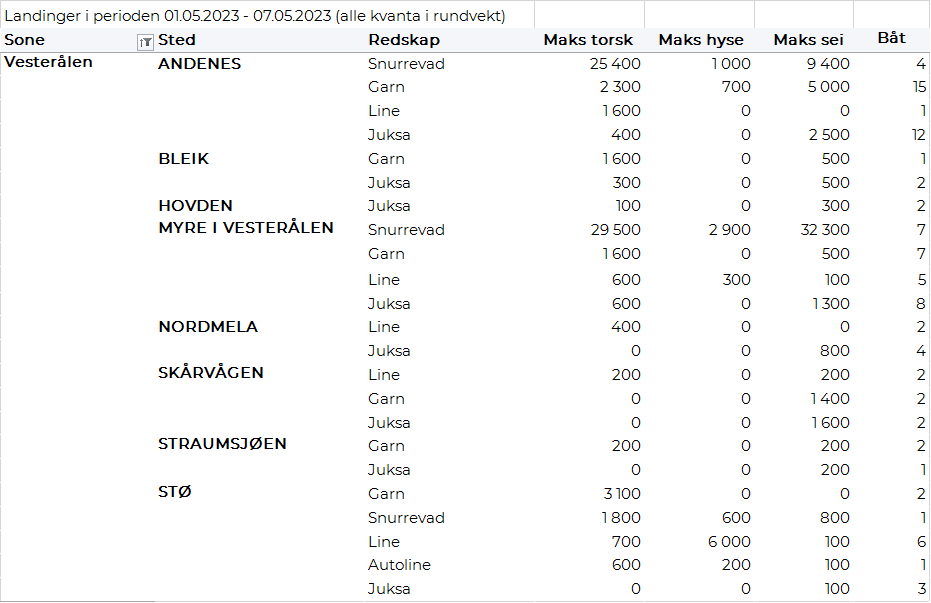 Landinger i perioden 01.05.2023 - 07.05.2023 (alle kvanta i rundvekt)
Sone Sted Redskap Maks torsk Maks hyse Maks sei Båt
Vesterålen ANDENES Snurrevad 25 400 1 000 9 400 4
Garn 2 300 700 5 000 15
Line 1 600 0 0 1
Juksa 400 0 2 500 12
BLEIK Garn 1 600 0 500 1
Juksa 300 0 500 2
HOVDEN Juksa 100 0 300 2
MYRE I VESTERÅLEN Snurrevad 29 500 2 900 32 300 7
Garn 1 600 0 500 7
Line 600 300 100 5
Juksa 600 0 1 300 8
NORDMELA Line 400 0 0 2
Juksa 0 0 800 4
SKÅRVÅGEN Line 200 0 200 2
Garn 0 0 1 400 2
Juksa 0 0 1 600 2
STRAUMSJØEN Garn 200 0 200 2
Juksa 0 0 200 1
STØ Garn 3 100 0 0 2
Snurrevad 1 800 600 800 1
Line 700 6 000 100 6
Autoline 600 200 100 1
Juksa 0 0 100 3